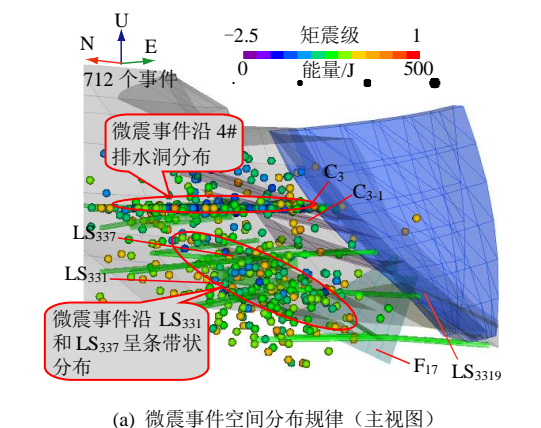 U
N
E
712 个事件
−2.5 矩震级 1
0 能量/J 500
微震事件沿 4#
排水洞分布
C3
C3-1
LS337
LS331
微震事件沿 LS331
和 LS337 呈条带状
分布
F17
LS3319
(a) 微震事件空间分布规律（主视图）